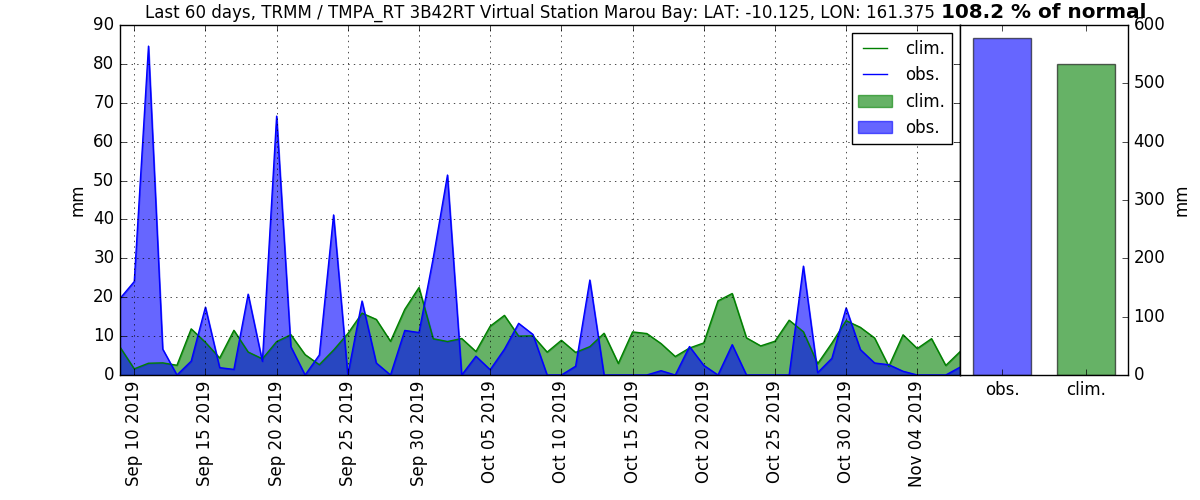 Last 60 days, TRMM / TMPA_RT 3B42RT Virtual Station Marou Bay: LAT: -10.125, LON: 161.375 108.2 % of normal
90
80
70
60
50
40
30
20
10
0
mm
clim.
obs.
clim.
obs.
Sep 10 2019
Sep 15 2019
Sep 20 2019
Sep 25 2019
Sep 30 2019
Oct 05 2019
Oct 10 2019
Oct 15 2019
Oct 20 2019
Oct 25 2019
Oct 30 2019
Nov 04 2019
600
500
400
300
200
100
0
mm
obs.
clim.